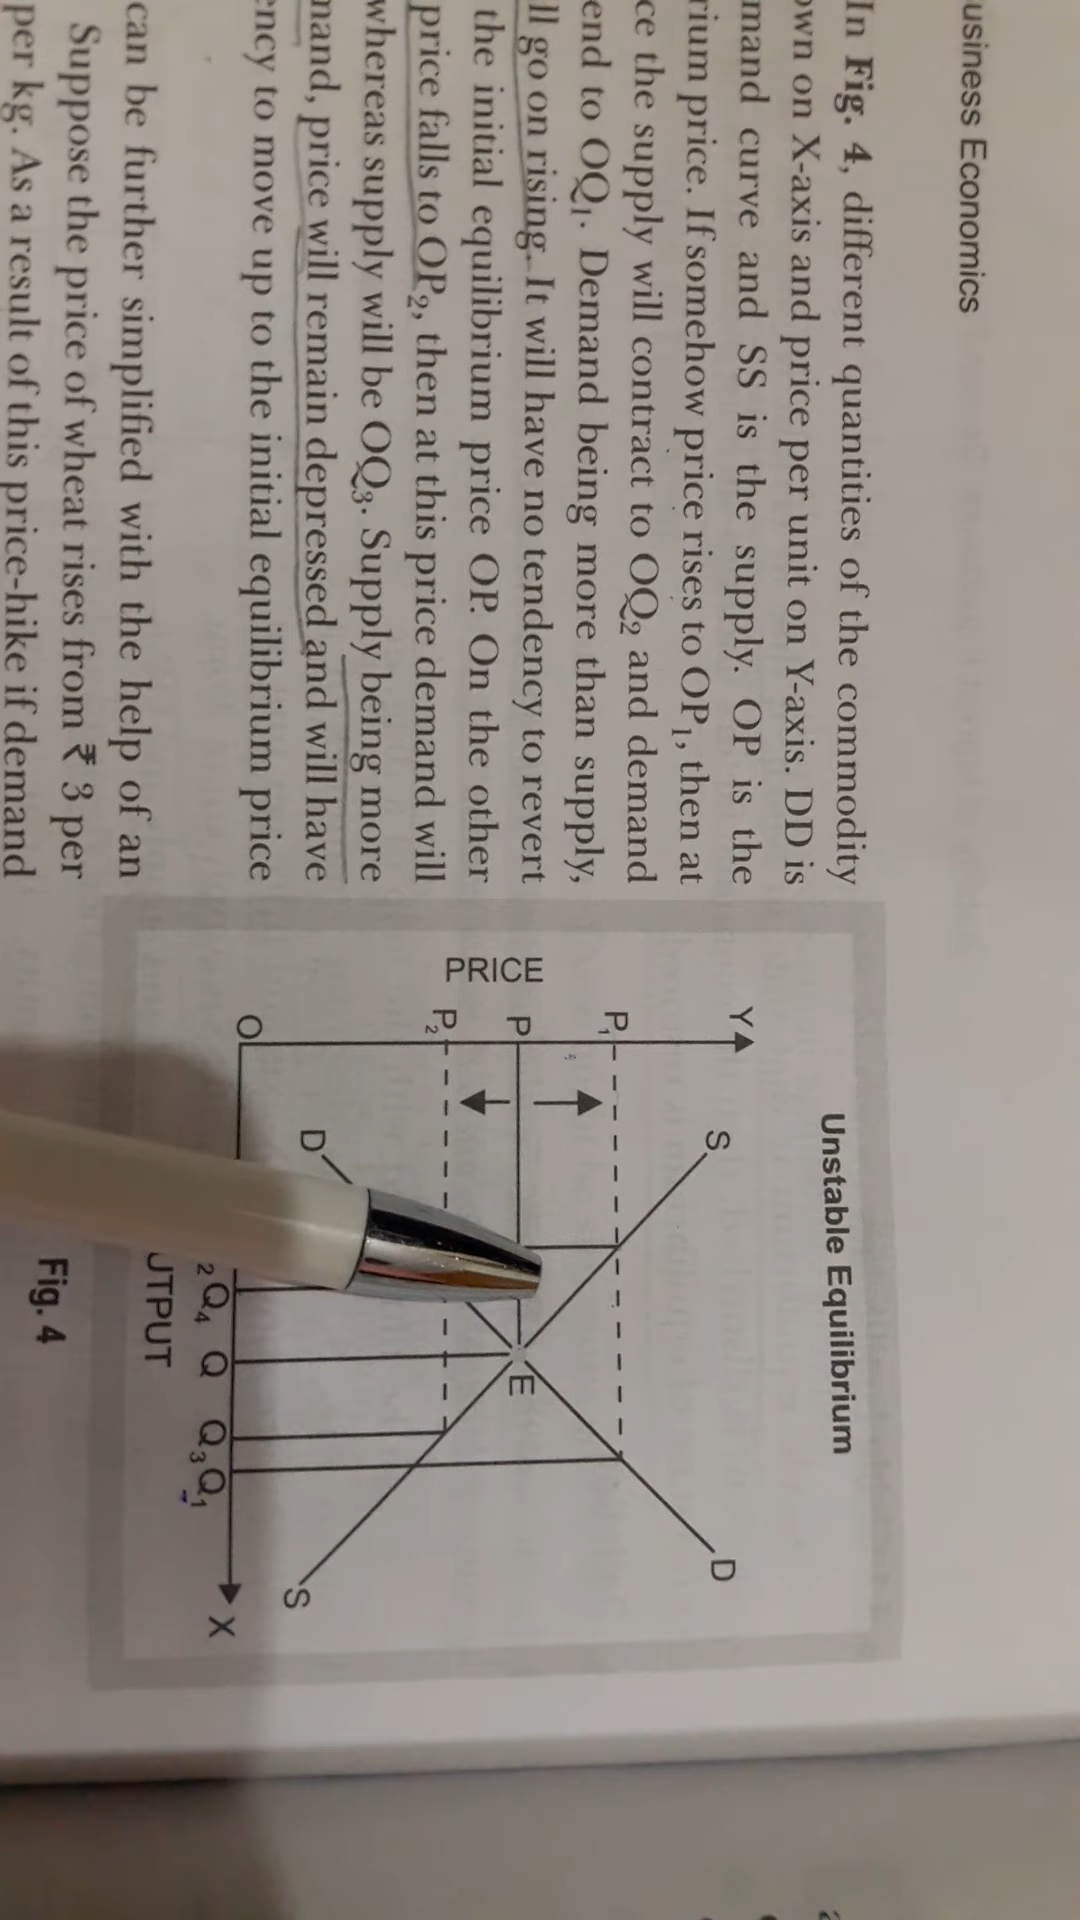 usiness Economics
In Fig. 4, different quantities of the commodity
own on X-axis and price per unit on Y-axis. DD is
mand curve and SS is the supply. OP is the
rium price. If somehow price rises to OP₁, then at
ce the supply will contract to OQ₂ and demand
end to OQ₁. Demand being more than supply,
ll go on rising. It will have no tendency to revert
the initial equilibrium price OP. On the other
price falls to OP₂, then at this price demand will
whereas supply will be OQ₃. Supply being more
mand, price will remain depressed and will have
ency to move up to the initial equilibrium price
can be further simplified with the help of an
Suppose the price of wheat rises from ₹ 3 per
per kg. As a result of this price-hike if demand
Unstable Equilibrium
Y
S
D
P₁
PRICE
P
E
P₂
D
S
O
₂Q₄ Q Q₃Q₁
X
UTPUT
Fig. 4